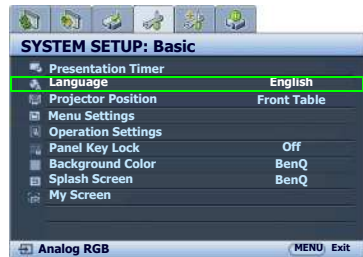 SYSTEM SETUP: Basic
Presentation Timer
Language English
Projector Position Front Table
Menu Settings
Operation Settings
Panel Key Lock Off
Background Color BenQ
Splash Screen BenQ
My Screen
Analog RGB MENU Exit